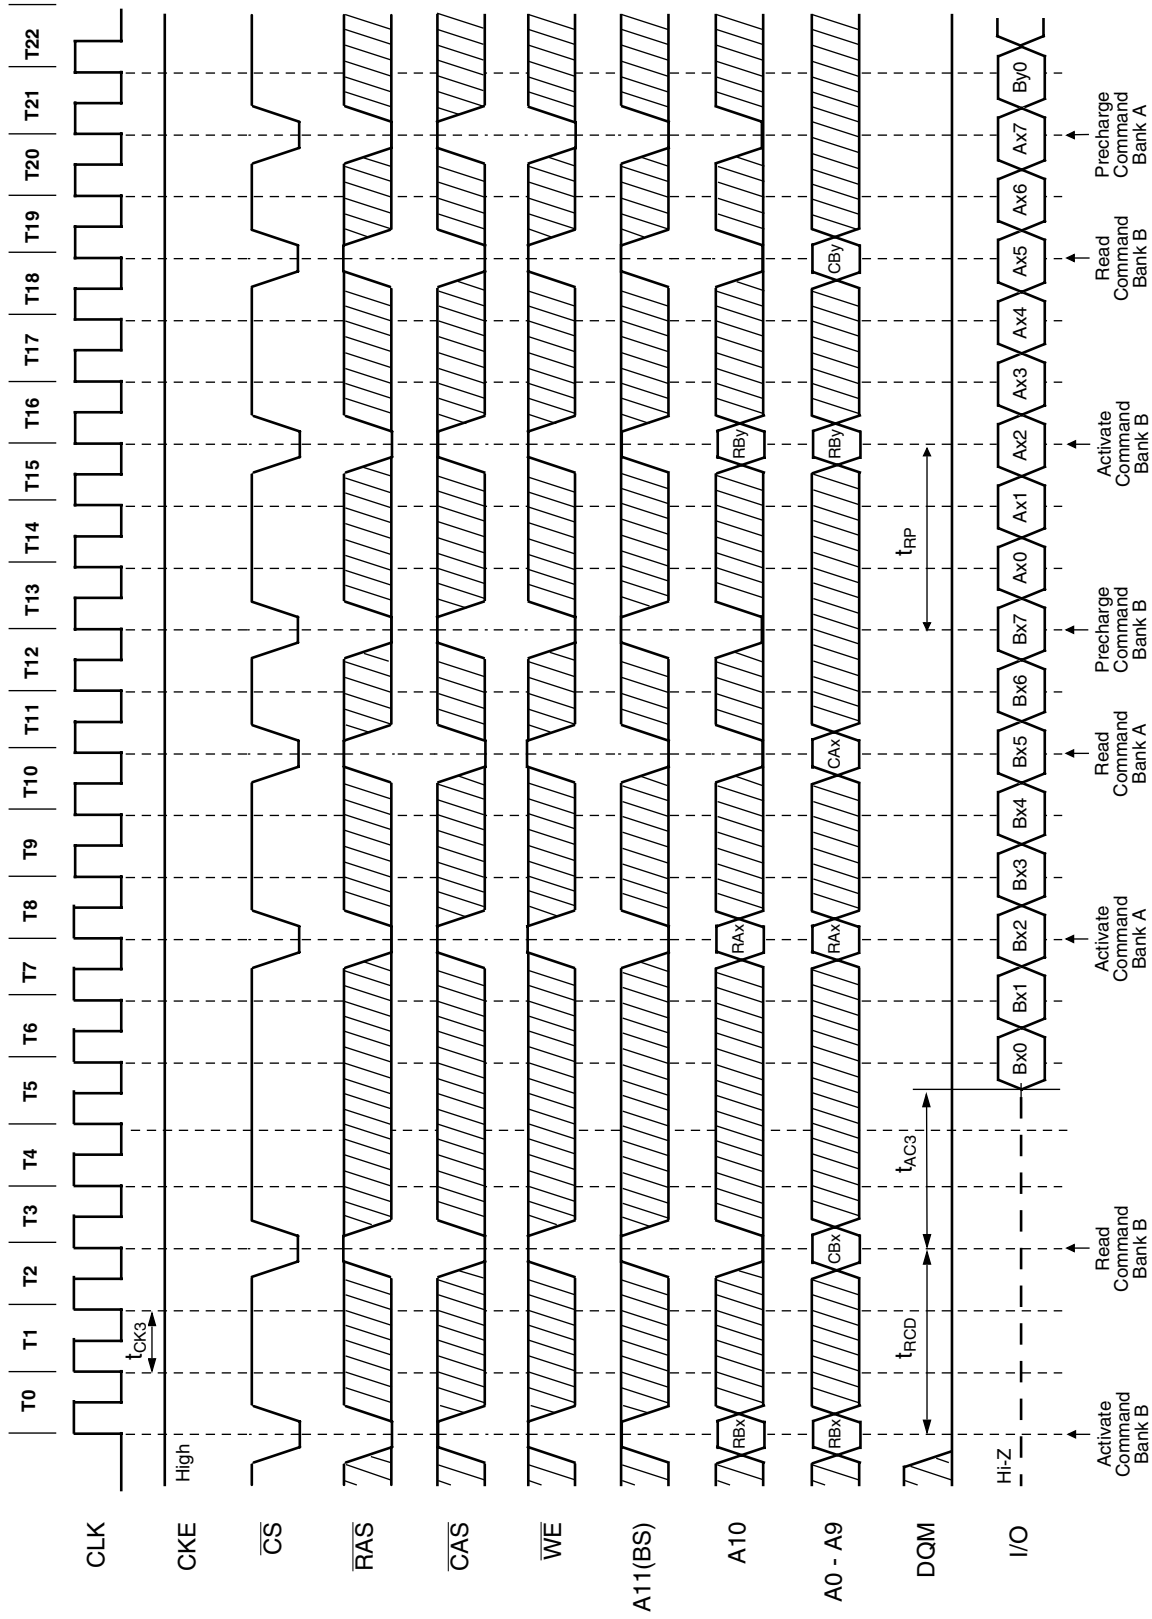 T0 T1 T2 T3 T4 T5 T6 T7 T8 T9 T10 T11 T12 T13 T14 T15 T16 T17 T18 T19 T20 T21 T22
CLK
tCK3
CKE
High
CS
RAS
CAS
WE
A11(BS)
A10
RBx RAx RBy
A0 - A9
RBx CBx RAx CAx RBy CBy
DQM
tRCD tAC3 tRP
I/O
Hi-Z
Bx0 Bx1 Bx2 Bx3 Bx4 Bx5 Bx6 Bx7 Ax0 Ax1 Ax2 Ax3 Ax4 Ax5 Ax6 Ax7 By0
Activate
Command
Bank B
Read
Command
Bank B
Activate
Command
Bank A
Read
Command
Bank A
Precharge
Command
Bank B
Activate
Command
Bank B
Read
Command
Bank B
Precharge
Command
Bank A